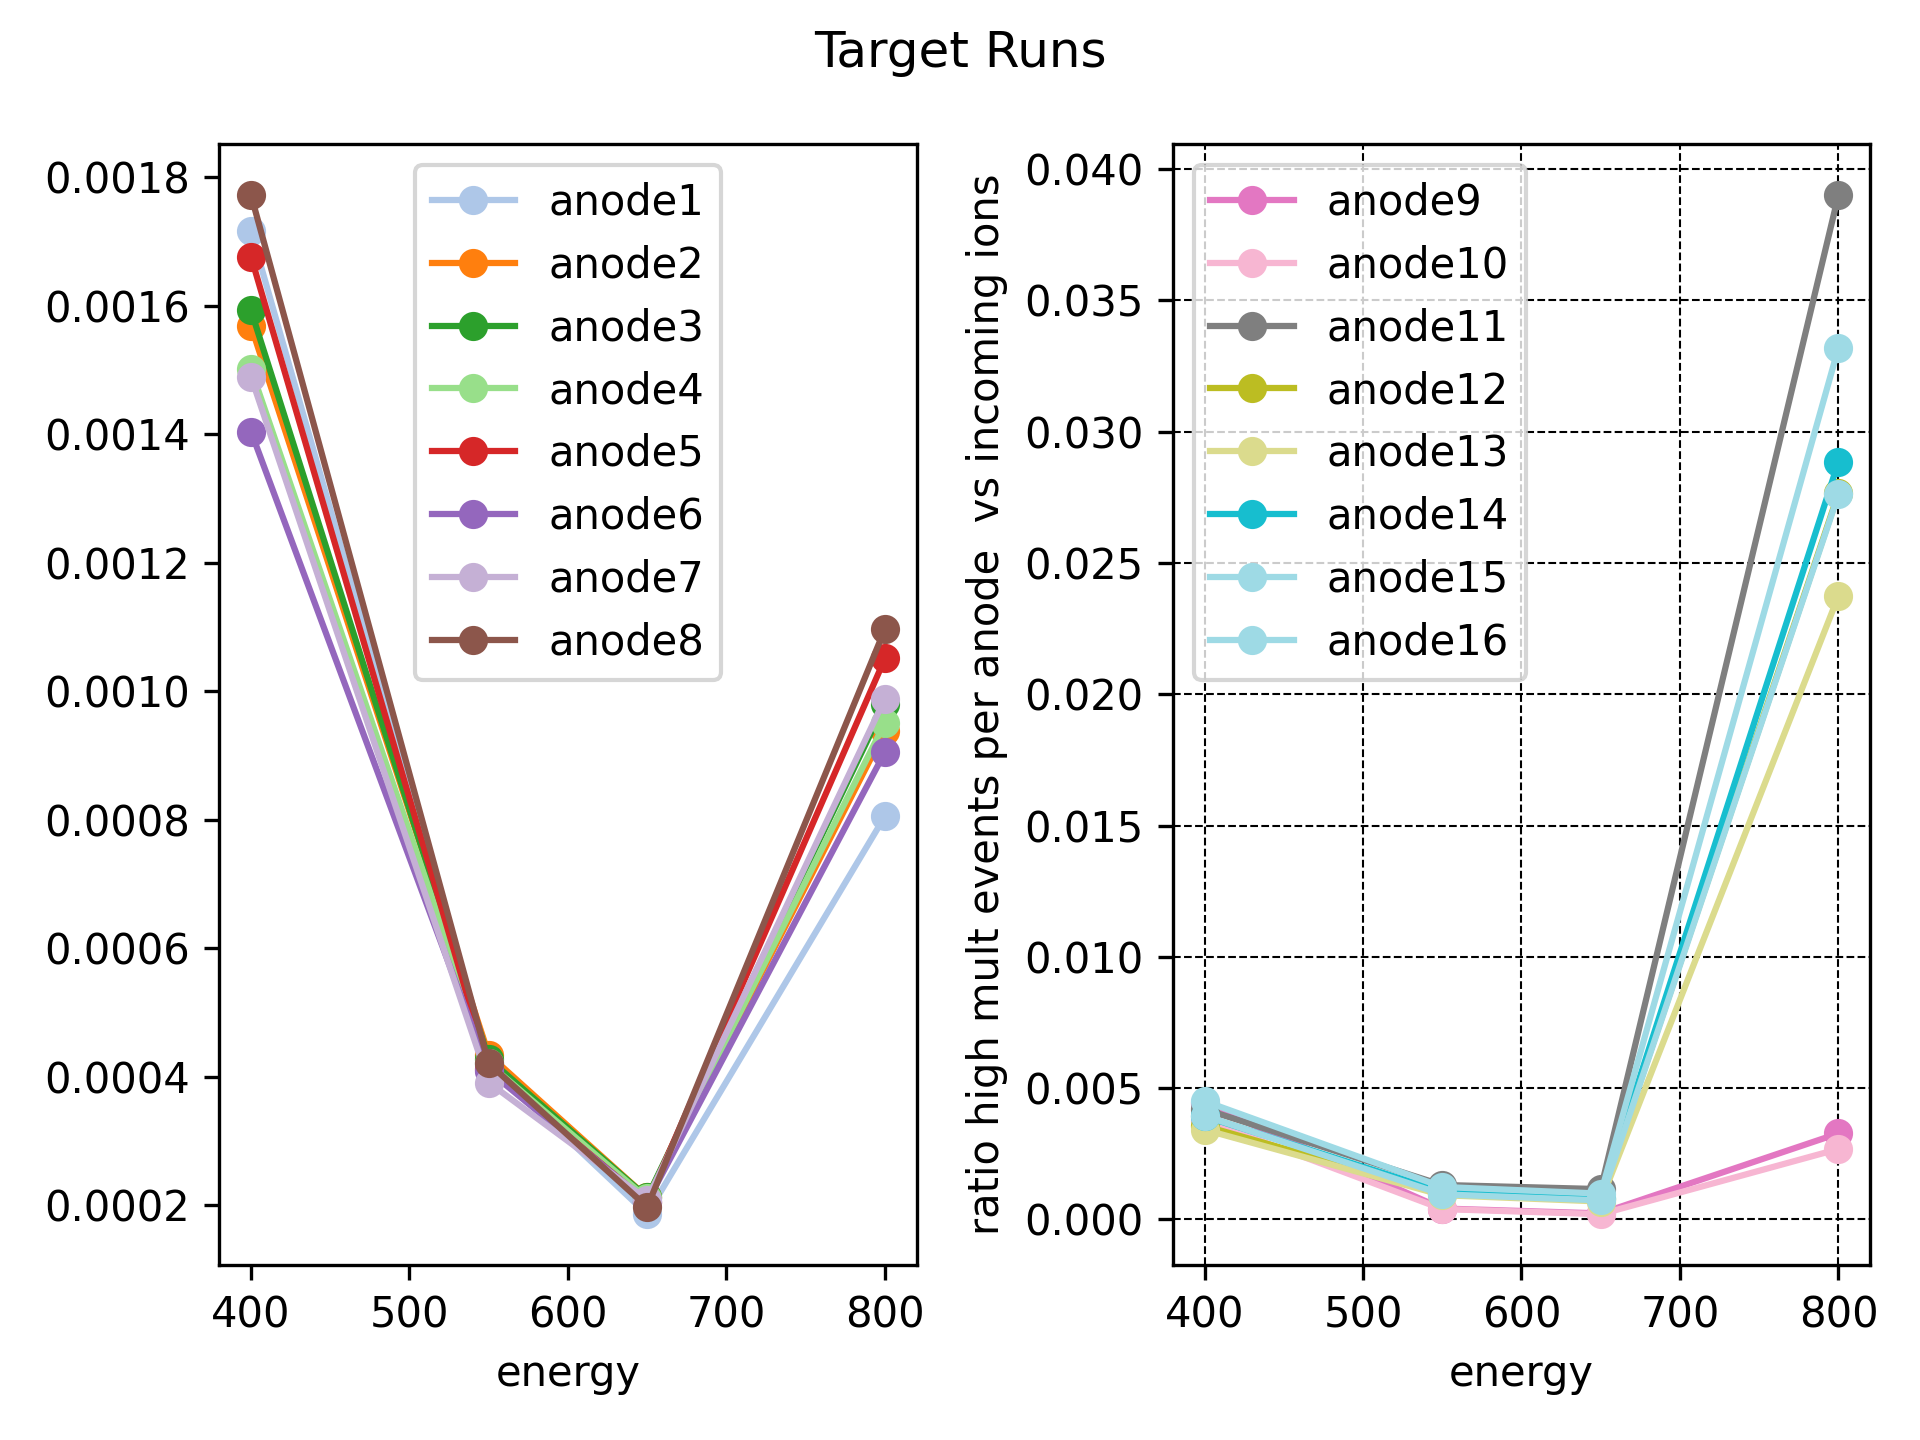 Target Runs
0.0018
0.0016
0.0014
0.0012
0.0010
0.0008
0.0006
0.0004
0.0002
400 500 600 700 800
energy
anode1
anode2
anode3
anode4
anode5
anode6
anode7
anode8
ratio high mult events per anode  vs incoming ions
0.040
0.035
0.030
0.025
0.020
0.015
0.010
0.005
0.000
400 500 600 700 800
energy
anode9
anode10
anode11
anode12
anode13
anode14
anode15
anode16